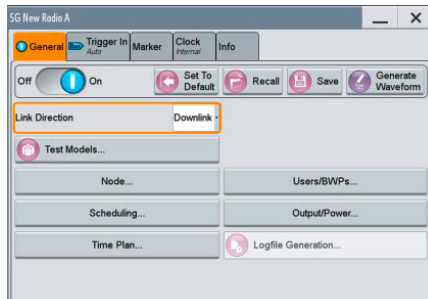 5G New Radio A
General
Trigger In
Auto
Marker
Clock
Internal
Info
Off
On
Set To
Default
Recall
Save
Generate
Waveform
Link Direction
Downlink
Test Models...
Node...
Users/BWPs...
Scheduling...
Output/Power...
Time Plan...
Logfile Generation...